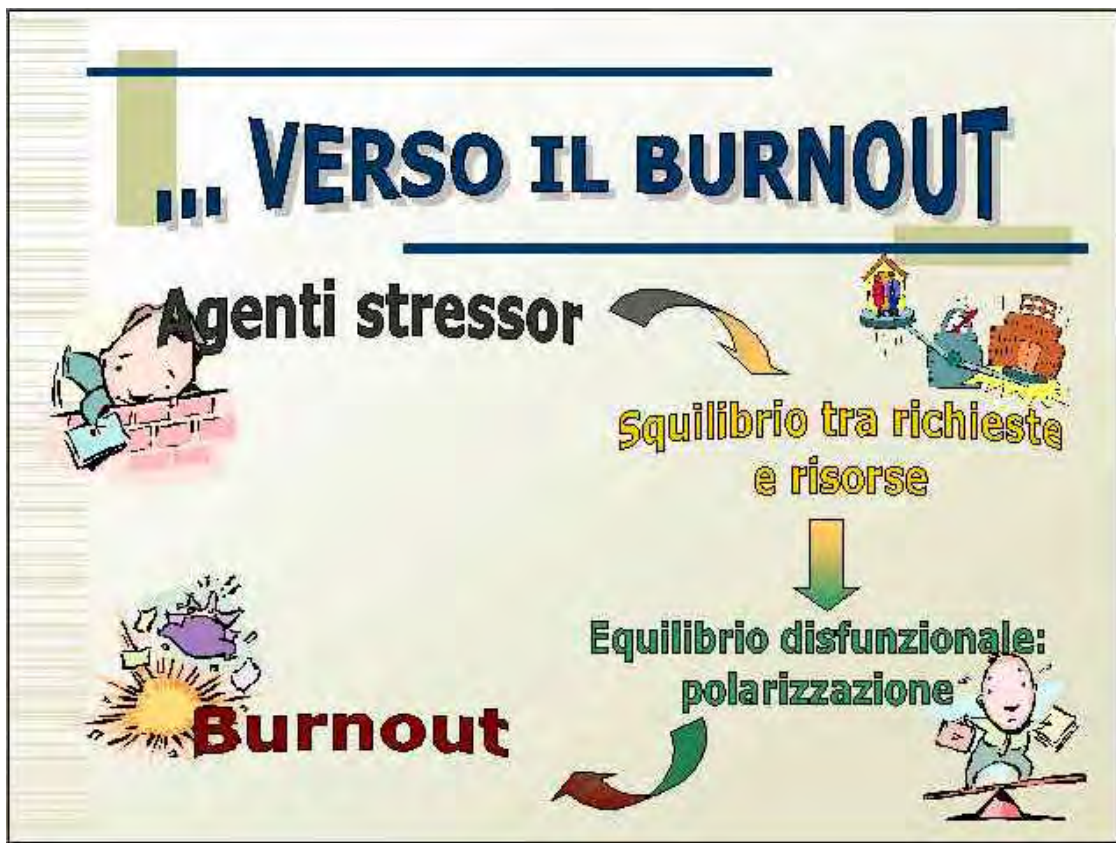 ... VERSO IL BURNOUT
Agenti stressor
Squilibrio tra richieste
e risorse
Equilibrio disfunzionale:
polarizzazione
Burnout